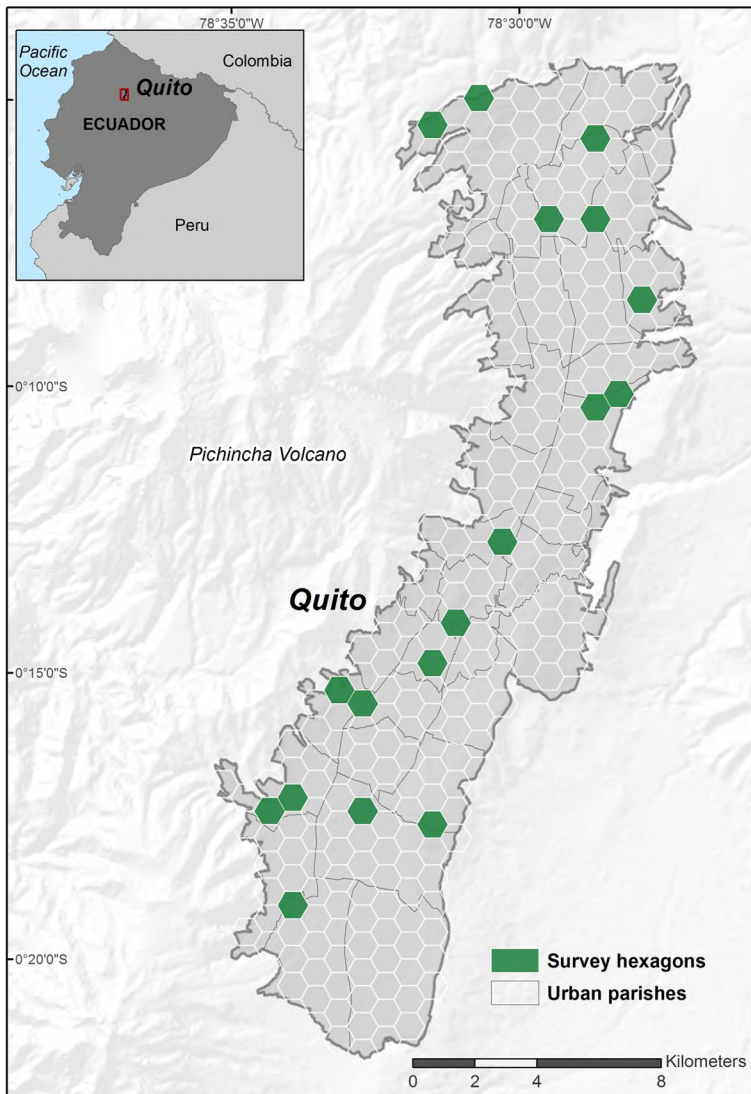 78°35'0"W
78°30'0"W
Pacific
Ocean
Colombia
Quito
ECUADOR
Peru
0°10'0"S
Pichincha Volcano
Quito
0°15'0"S
0°20'0"S
Survey hexagons
Urban parishes
Kilometers
0 2 4 8